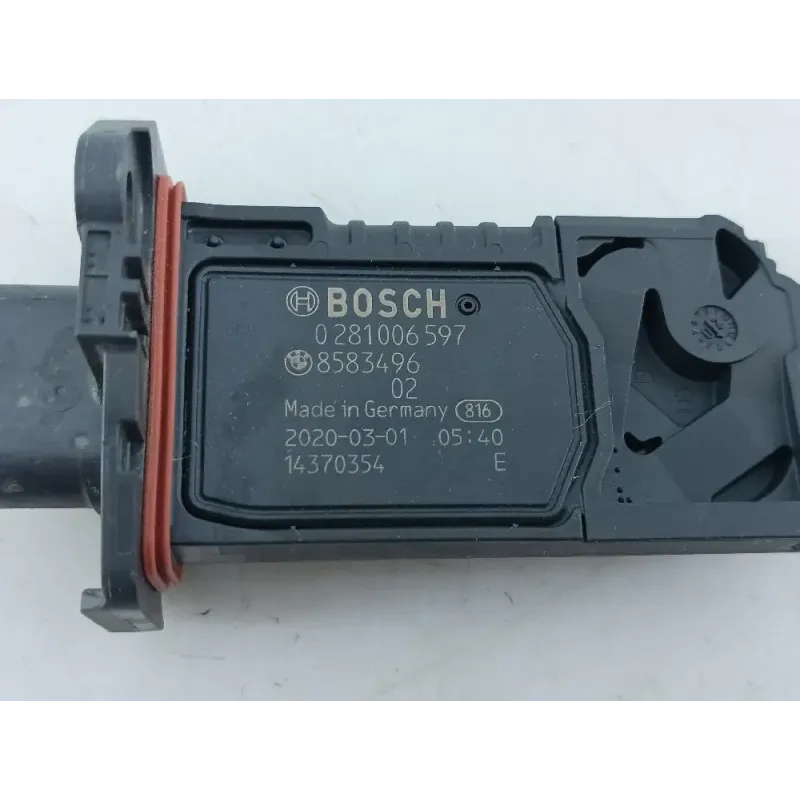 BOSCH
0 281 006 597
8583496
02
Made in Germany 816
2020-03-01 05:40
14370354 E